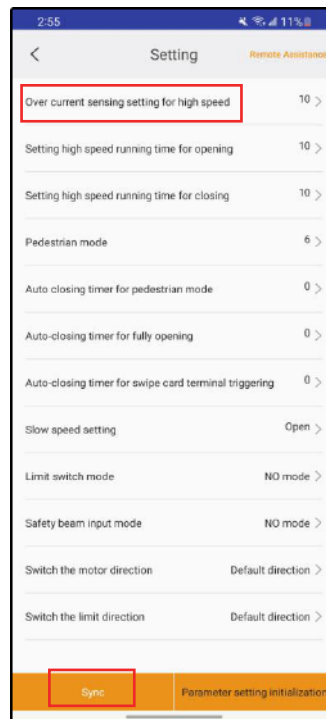 2:55 11%
Setting Remote Assistance
Over current sensing setting for high speed 10
Setting high speed running time for opening 10
Setting high speed running time for closing 10
Pedestrian mode 6
Auto closing timer for pedestrian mode 0
Auto-closing timer for fully opening 0
Auto-closing timer for swipe card terminal triggering 0
Slow speed setting Open
Limit switch mode NO mode
Safety beam input mode NO mode
Switch the motor direction Default direction
Switch the limit direction Default direction
Sync Parameter setting initialization